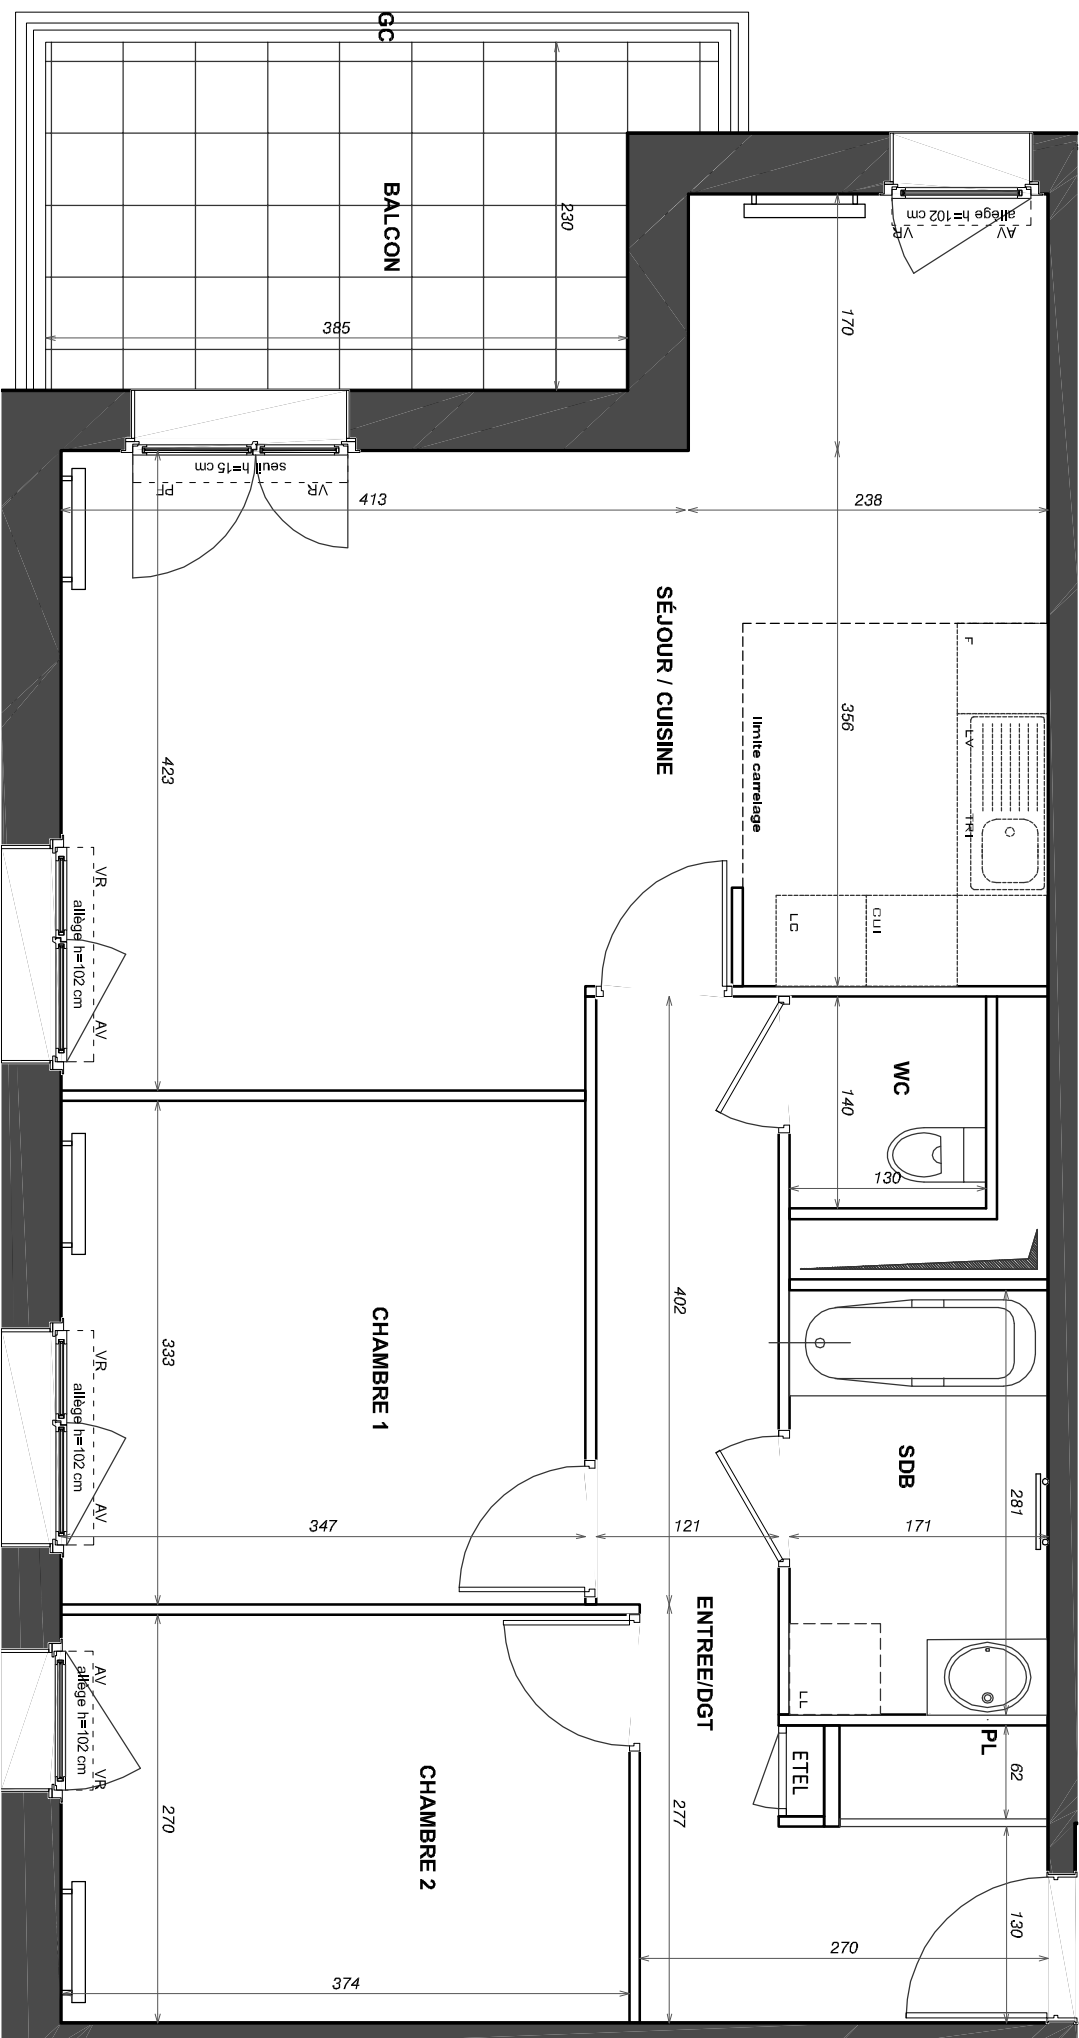 GC
BALCON
230
385
allège h=102 cm
VR
AV
170
seuil h=15 cm
PF
VR
413
238
SÉJOUR / CUISINE
F
LV
TRI
356
limite carrelage
423
LC
CUI
VR
allège h=102 cm
AV
WC
140
130
402
CHAMBRE 1
333
VR
allège h=102 cm
AV
SDB
281
347
121
171
ENTREE/DGT
LL
PL
ETEL
62
AV
allège h=102 cm
VR
CHAMBRE 2
270
277
130
270
374